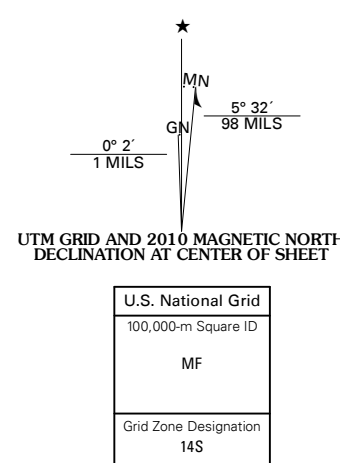 ★
MN
5° 32´
98 MILS
GN
0° 2´
1 MILS
UTM GRID AND 2010 MAGNETIC NORTH
DECLINATION AT CENTER OF SHEET
U.S. National Grid
100,000-m Square ID
MF
Grid Zone Designation
14S